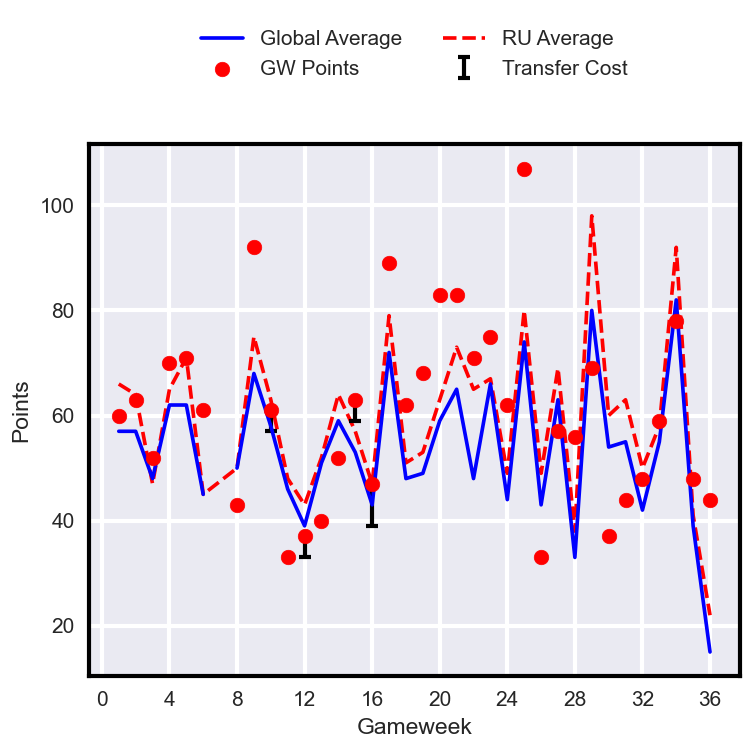 Global Average RU Average
GW Points Transfer Cost
100
80
60
40
20
Points
0 4 8 12 16 20 24 28 32 36
Gameweek